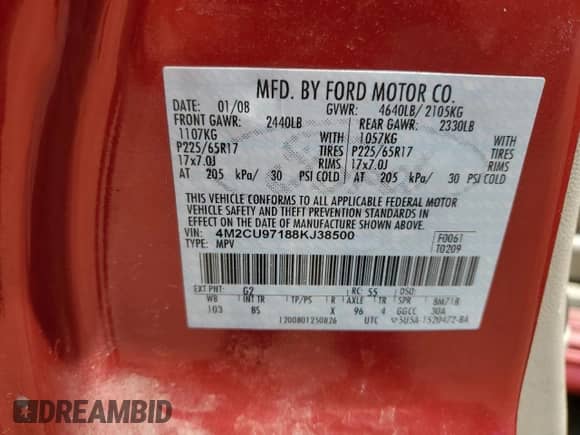 MFD. BY FORD MOTOR CO.
DATE: 01/08 GVWR: 4640LB/ 2105KG
FRONT GAWR: 2440LB REAR GAWR: 2330LB
1107KG 1057KG
P225/65R17 TIRES P225/65R17 TIRES
17x7.0J RIMS 17x7.0J RIMS
AT 205 kPa/ 30 PSI COLD AT 205 kPa/ 30 PSI COLD
THIS VEHICLE CONFORMS TO ALL APPLICABLE FEDERAL MOTOR
VEHICLE SAFETY AND THEFT PREVENTION STANDARDS IN
EFFECT ON THE DATE OF MANUFACTURE SHOWN ABOVE.
VIN: 4M2CU97188KJ38500 F0061
TYPE: MPV T0209
EXT PNT: G2 RC: 55 DSO:
WB INT TR TP/PS R AXLE TR SPR
103 BS X 96 4 GGCC 30A
1200801250826 UTC
DREAMBID